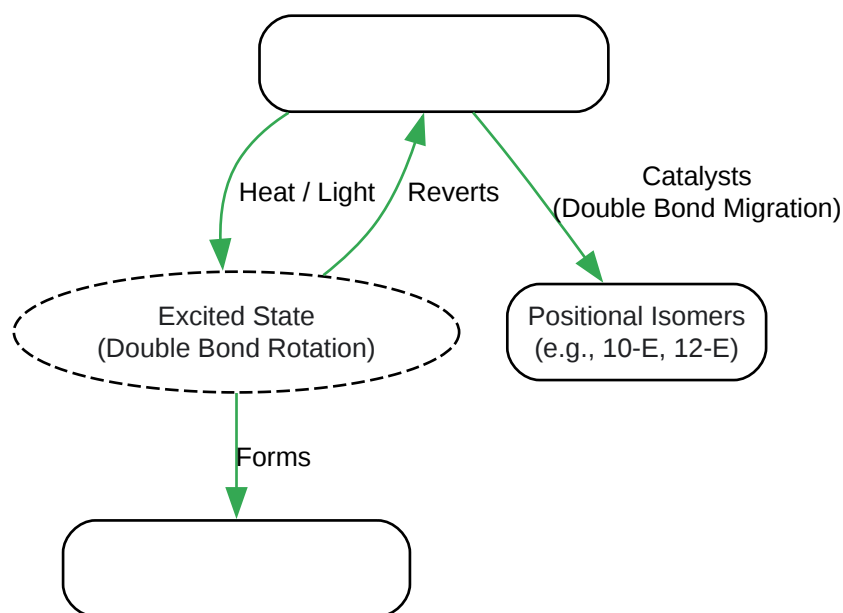 Heat / Light
Reverts
Catalysts
(Double Bond Migration)
Excited State
(Double Bond Rotation)
Positional Isomers
(e.g., 10-E, 12-E)
Forms